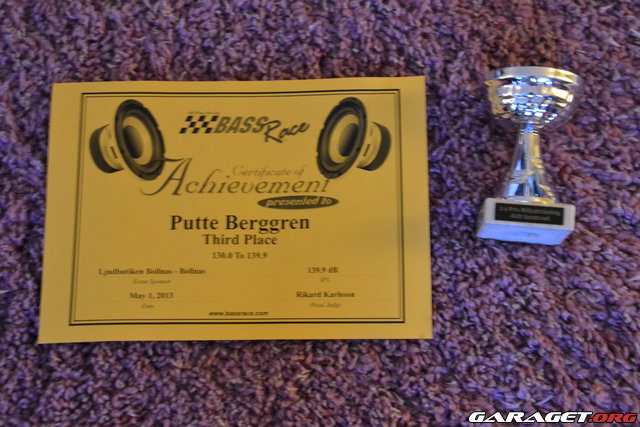 BASS Race
Certificate of
Achievement
presented to
Putte Berggren
Third Place
130.0 To 139.9
Ljudbutiken Bollnas - Bollnas
139.9 dB
Event Sponsor
SPL
May 1, 2013
Rikard Karlsson
Date
Head Judge
www.bassrace.com
GARAGET.ORG